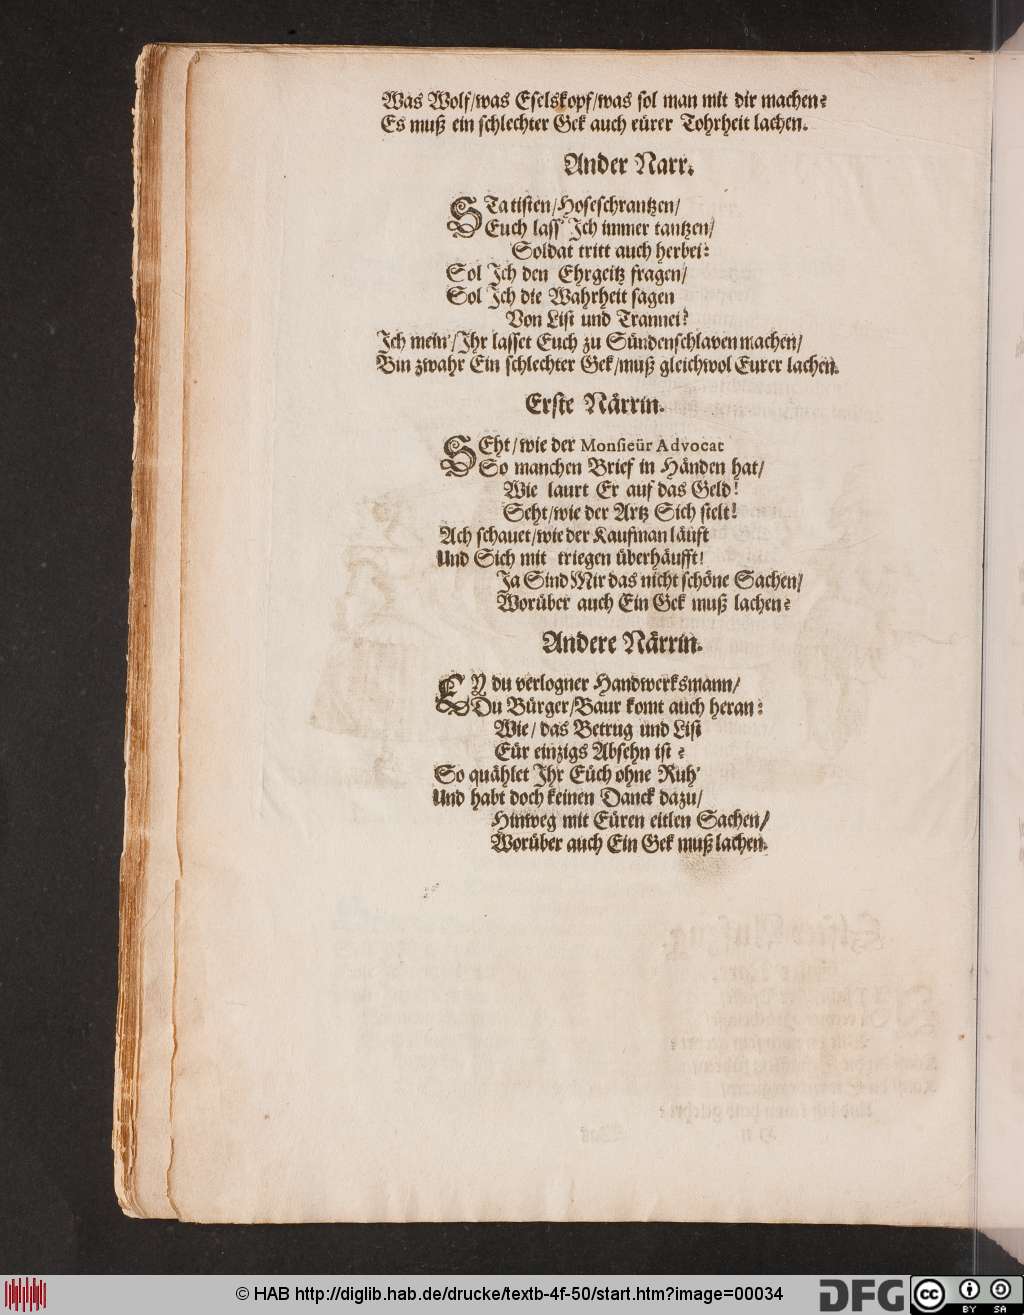 Was Wolf/was Eselskopf/was sol man mit dir machen?
Es muß ein schlechter Gek auch eürer Tohrheit lachen.
Ander Narr.
STatisten/Hoseschrantzen/
Euch lass' Ich immer tantzen/
Soldat tritt auch herbei:
Sol Ich den Ehrgeitz fragen/
Sol Ich die Wahrheit sagen
Von List und Trannei?
Ich mein'/Ihr lasset Euch zu Sündenschlaven machen/
Bin zwahr Ein schlechter Gek/muß gleichwol Eurer lachen.
Erste Närrin.
SEht/wie der Monsieür Advocat
So manchen Brief in Händen hat/
Wie laurt Er auf das Geld!
Seht/wie der Artz Sich stelt!
Ach schauet/wie der Kaufman läuft
Und Sich mit triegen überhäufft!
Ja Sind Mir das nicht schöne Sachen/
Worüber auch Ein Gek muß lachen?
Andere Närrin.
EY du verlogner Handwerksmann/
Du Bürger/Baur komt auch heran:
Wie/das Betrug und List
Eür einzigs Absehn ist?
So quählet Ihr Eüch ohne Ruh'
Und habt doch keinen Danck dazu/
Hinweg mit Eüren eitlen Sachen/
Worüber auch Ein Gek muß lachen.
© HAB http://diglib.hab.de/drucke/textb-4f-50/start.htm?image=00034
DFG
cc
BY SA